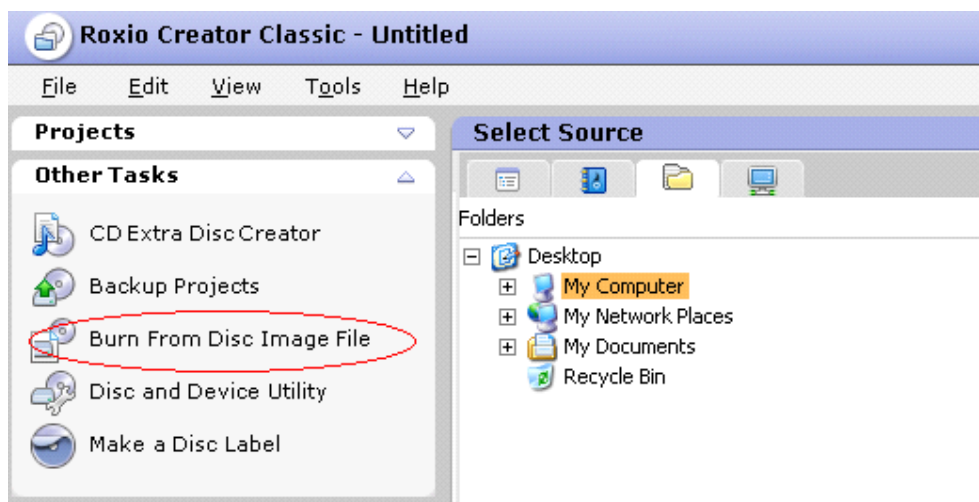 Roxio Creator Classic - Untitled
File Edit View Tools Help
Projects
Other Tasks
CD Extra Disc Creator
Backup Projects
Burn From Disc Image File
Disc and Device Utility
Make a Disc Label
Select Source
Folders
Desktop
My Computer
My Network Places
My Documents
Recycle Bin